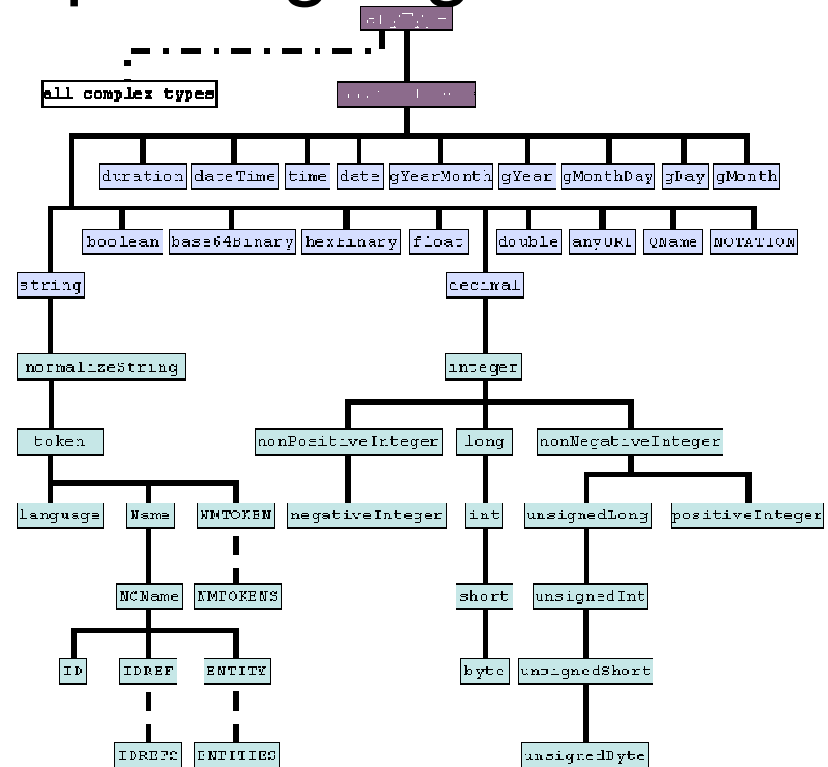 all complex types
duration dateTime time date gYearMonth gYear gMonthDay gDay gMonth
boolean base64Binary hexBinary float double anyURI QName NOTATION
string decimal
normalizeString integer
token nonPositiveInteger long nonNegativeInteger
language Name NMTOKEN negativeInteger int unsignedLong positiveInteger
NCName NMTOKENS short unsignedInt
ID IDREF ENTITY byte unsignedShort
IDREFS ENTITIES unsignedByte